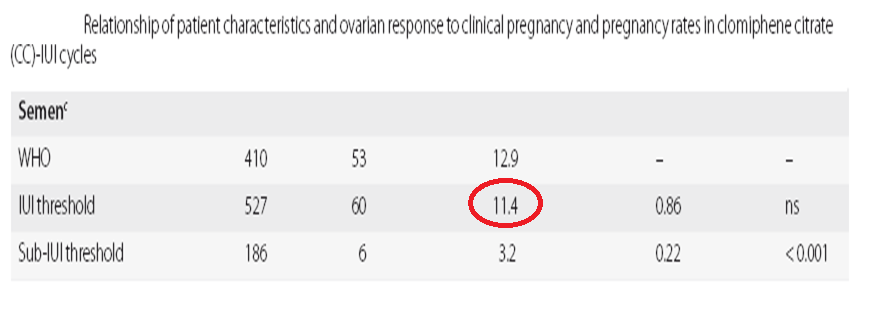 Relationship of patient characteristics and ovarian response to clinical pregnancy and pregnancy rates in clomiphene citrate
(CC)-IUI cycles
Semenᶜ
WHO 410 53 12.9 – –
IUI threshold 527 60 11.4 0.86 ns
Sub-IUI threshold 186 6 3.2 0.22 <0.001